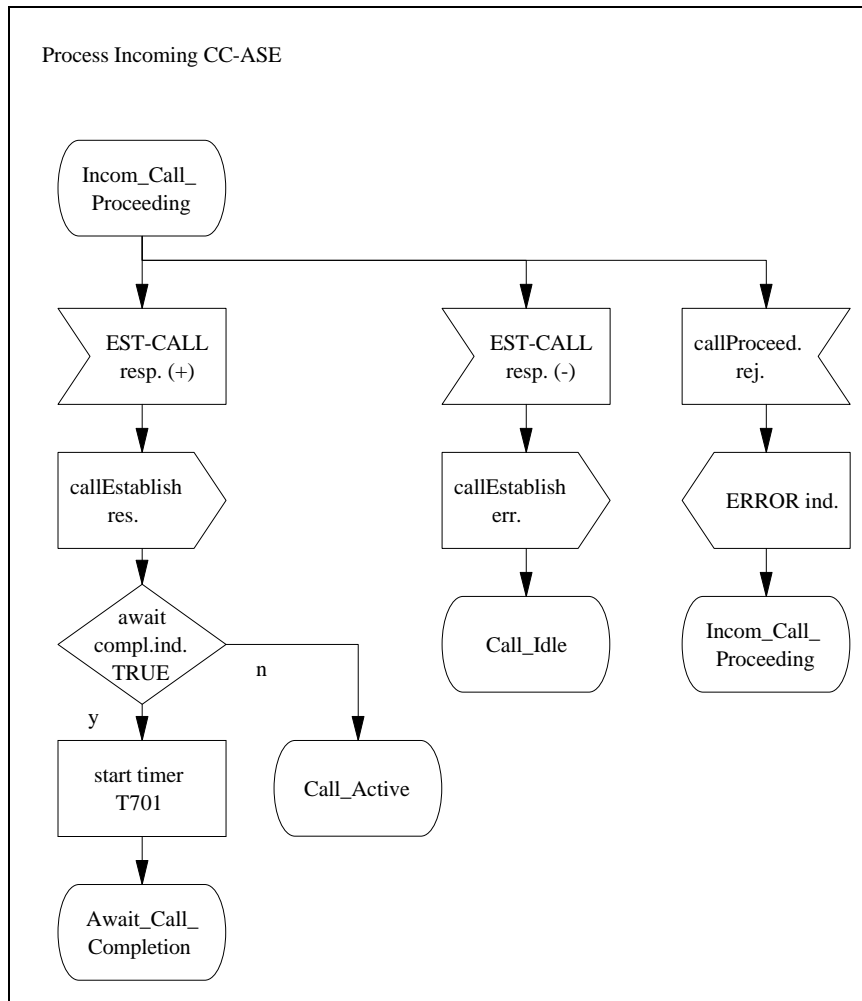 Process Incoming CC-ASE
Incom_Call_
Proceeding
EST-CALL
resp. (+)
EST-CALL
resp. (-)
callProceed.
rej.
callEstablish
res.
callEstablish
err.
ERROR ind.
await
compl.ind.
TRUE
n
y
Call_Idle
Incom_Call_
Proceeding
start timer
T701
Call_Active
Await_Call_
Completion